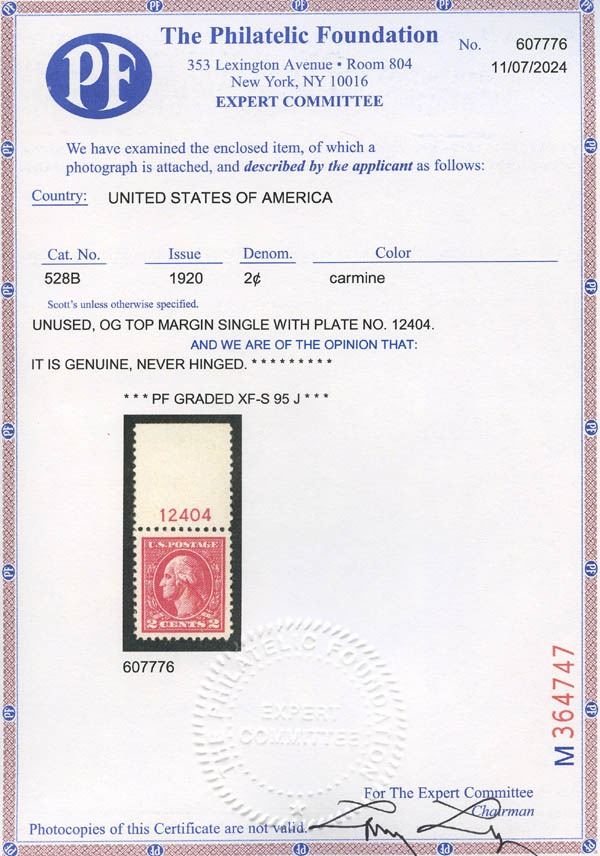 PF
The Philatelic Foundation
No. 607776
353 Lexington Avenue • Room 804
11/07/2024
New York, NY 10016
EXPERT COMMITTEE
We have examined the enclosed item, of which a
photograph is attached, and described by the applicant as follows:
Country: UNITED STATES OF AMERICA
Cat. No. Issue Denom. Color
528B 1920 2¢ carmine
Scott's unless otherwise specified.
UNUSED, OG TOP MARGIN SINGLE WITH PLATE NO. 12404.
AND WE ARE OF THE OPINION THAT:
IT IS GENUINE, NEVER HINGED. * * * * * * * * *
* * * PF GRADED XF-S 95 J * * *
12404
U.S. POSTAGE
2 CENTS 2
607776
THE PHILATELIC FOUNDATION
EXPERT
COMMITTEE
M 364747
For The Expert Committee
Chairman
Photocopies of this Certificate are not valid.